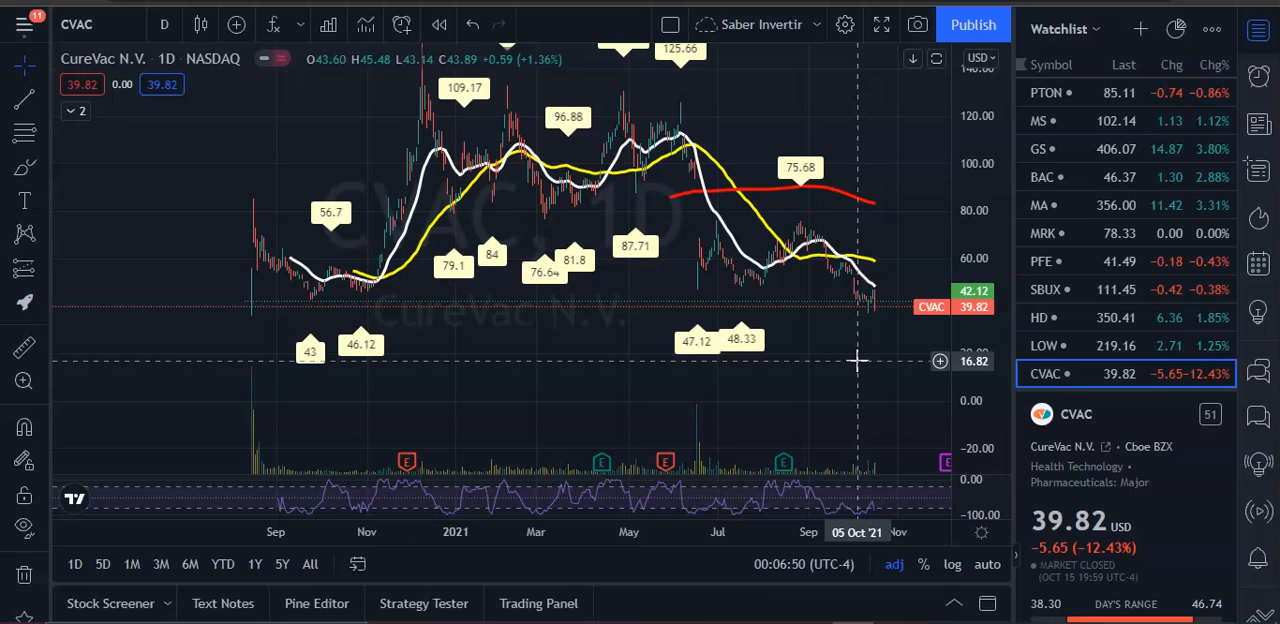 11
CVAC
D
Saber Invertir
Publish
CureVac N.V. · 1D · NASDAQ
O43.60 H45.48 L43.14 C43.89 +0.59 (+1.36%)
39.82 0.00 39.82
2
USD
140.00
120.00
100.00
80.00
60.00
42.12
CVAC 39.82
16.82
0.00
-20.00
0.00
-100.00
CVAC, 1D
CureVac N.V.
125.66
109.17
96.88
75.68
56.7
79.1
84
76.64
81.8
87.71
43
46.12
47.12
48.33
E
E
E
E
E
Sep
Nov
2021
Mar
May
Jul
Sep
05 Oct '21
Nov
1D 5D 1M 3M 6M YTD 1Y 5Y All
00:06:50 (UTC-4) adj % log auto
Stock Screener Text Notes Pine Editor Strategy Tester Trading Panel
Watchlist
Symbol Last Chg Chg%
PTON 85.11 −0.74 −0.86%
MS 102.14 1.13 1.12%
GS 406.07 14.87 3.80%
BAC 46.37 1.30 2.88%
MA 356.00 11.42 3.31%
MRK 78.33 0.00 0.00%
PFE 41.49 −0.18 −0.43%
SBUX 111.45 −0.42 −0.38%
HD 350.41 6.36 1.85%
LOW 219.16 2.71 1.25%
CVAC 39.82 −5.65 −12.43%
CVAC 51
CureVac N.V. • Cboe BZX
Health Technology •
Pharmaceuticals: Major
39.82 USD
−5.65 (−12.43%)
MARKET CLOSED
(OCT 15 19:59 UTC-4)
38.30 DAY'S RANGE 46.74